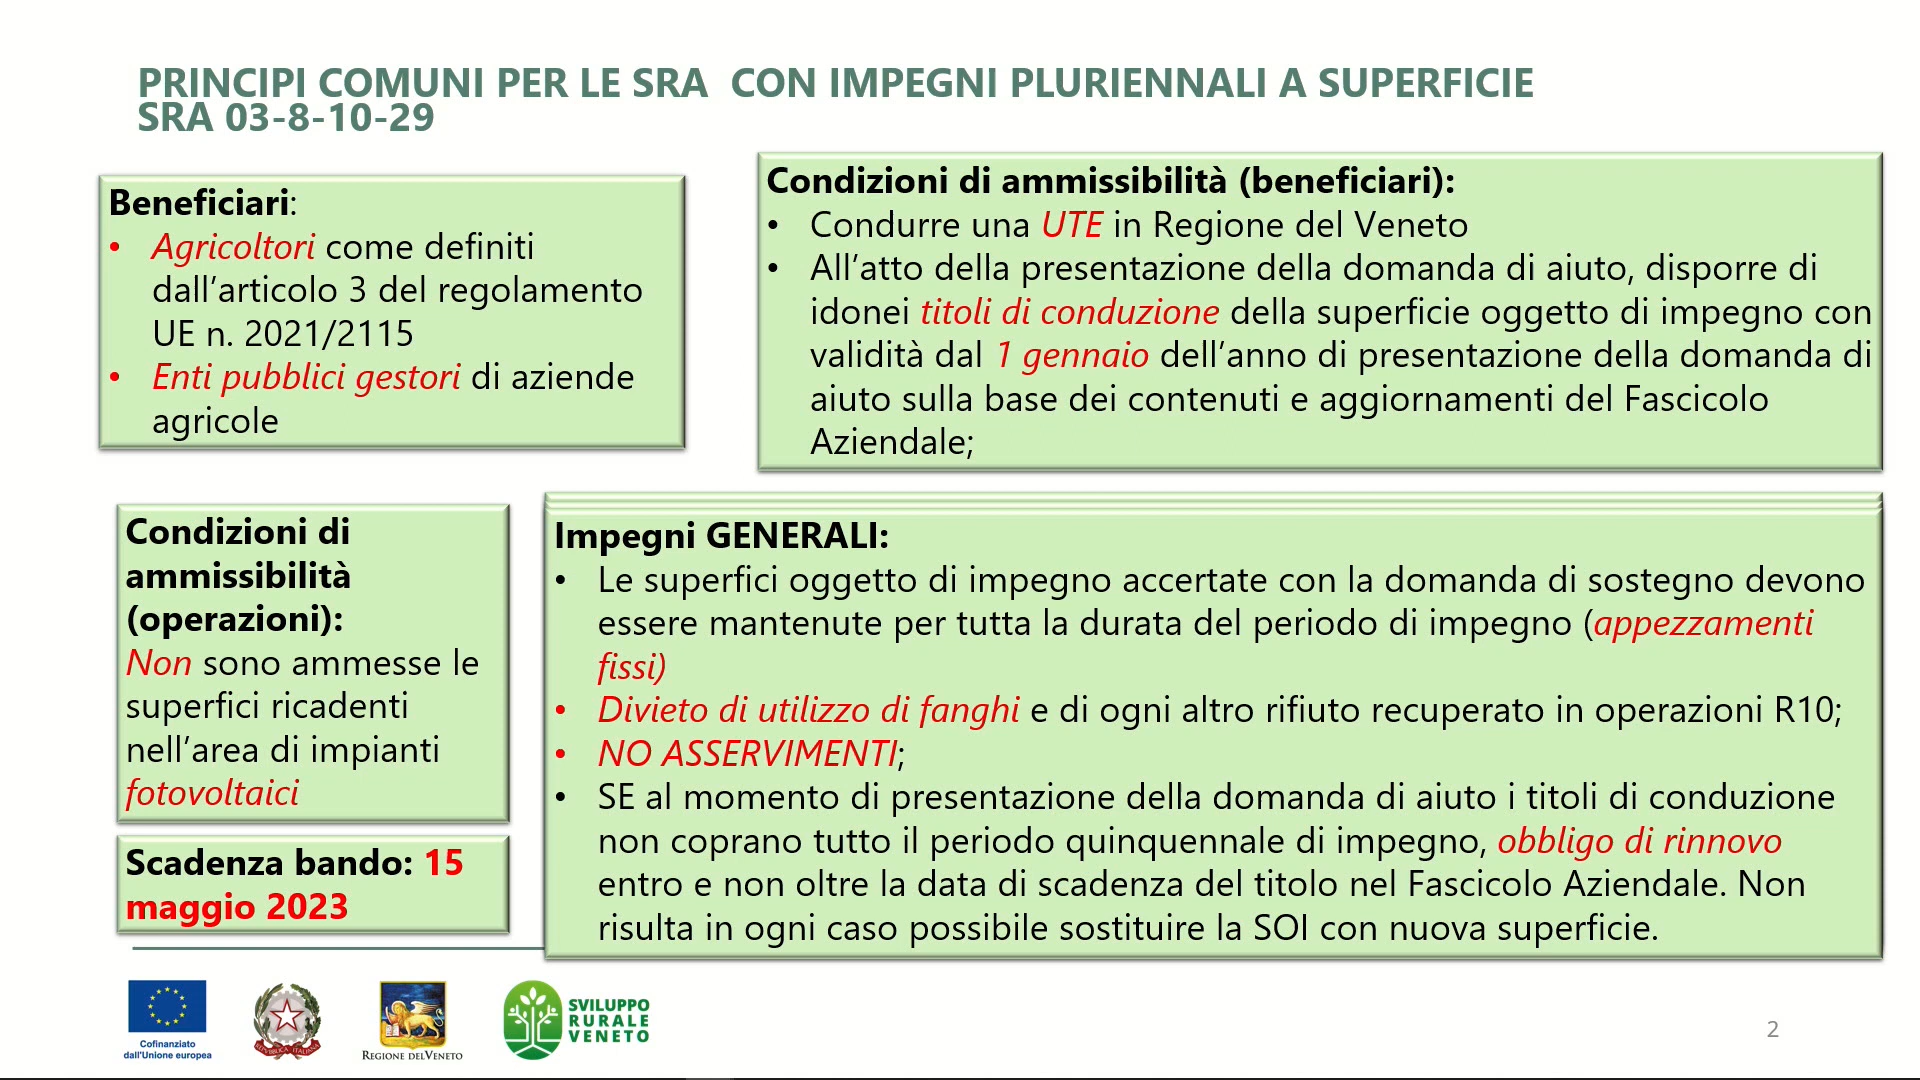 PRINCIPI COMUNI PER LE SRA  CON IMPEGNI PLURIENNALI A SUPERFICIE
SRA 03-8-10-29
Beneficiari:
• Agricoltori come definiti
dall’articolo 3 del regolamento
UE n. 2021/2115
• Enti pubblici gestori di aziende
agricole
Condizioni di ammissibilità (beneficiari):
• Condurre una UTE in Regione del Veneto
• All’atto della presentazione della domanda di aiuto, disporre di
idonei titoli di conduzione della superficie oggetto di impegno con
validità dal 1 gennaio dell’anno di presentazione della domanda di
aiuto sulla base dei contenuti e aggiornamenti del Fascicolo
Aziendale;
Condizioni di
ammissibilità
(operazioni):
Non sono ammesse le
superfici ricadenti
nell’area di impianti
fotovoltaici
Scadenza bando: 15
maggio 2023
Impegni GENERALI:
• Le superfici oggetto di impegno accertate con la domanda di sostegno devono
essere mantenute per tutta la durata del periodo di impegno (appezzamenti
fissi)
• Divieto di utilizzo di fanghi e di ogni altro rifiuto recuperato in operazioni R10;
• NO ASSERVIMENTI;
• SE al momento di presentazione della domanda di aiuto i titoli di conduzione
non coprano tutto il periodo quinquennale di impegno, obbligo di rinnovo
entro e non oltre la data di scadenza del titolo nel Fascicolo Aziendale. Non
risulta in ogni caso possibile sostituire la SOI con nuova superficie.
Cofinanziato
dall'Unione europea
REGIONE DEL VENETO
SVILUPPO
RURALE
VENETO
2